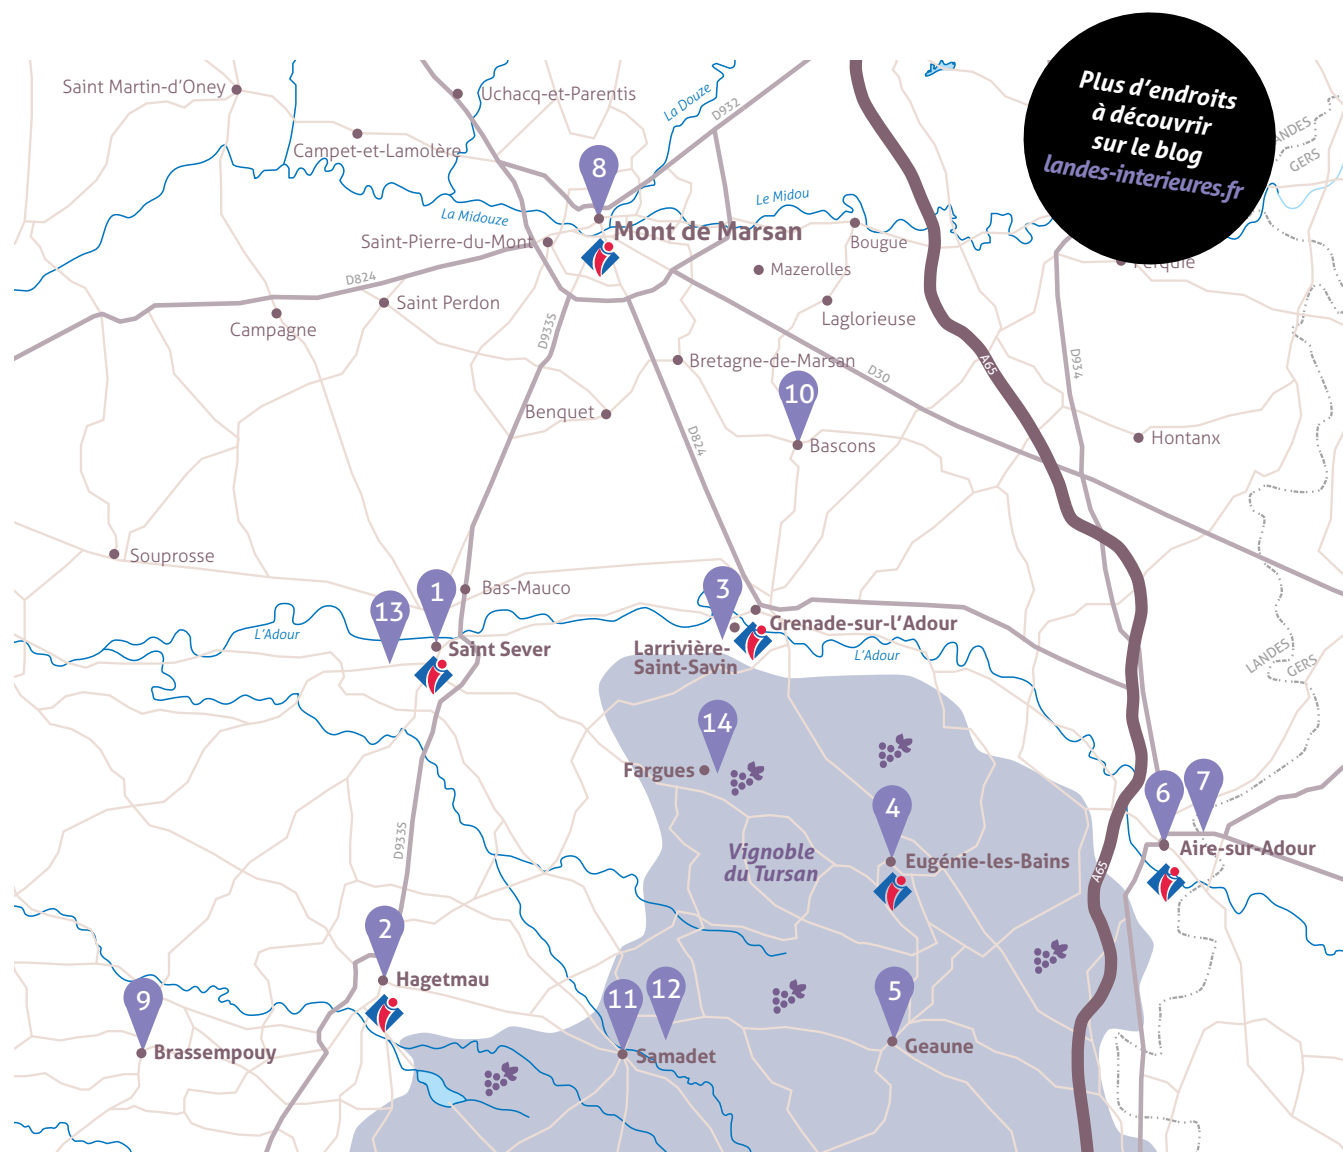 Plus d’endroits
à découvrir
sur le blog
landes-interieures.fr
LANDES
GERS
Saint Martin-d’Oney
Uchacq-et-Parentis
La Douze
D932
Campet-et-Lamolère
8
La Midouze
Le Midou
Mont de Marsan
Saint-Pierre-du-Mont
Bougue
Perquie
Mazerolles
D824
Saint Perdon
Campagne
Laglorieuse
D933S
A65
D934
Bretagne-de-Marsan
D30
10
Benquet
D824
Bascons
Hontanx
Souprosse
1
Bas-Mauco
3
13
Grenade-sur-l’Adour
L’Adour
Saint Sever
Larrivière-
Saint-Savin
L’Adour
LANDES
GERS
14
Fargues
6
7
4
D933S
Vignoble
du Tursan
Eugénie-les-Bains
A65
Aire-sur-Adour
2
Hagetmau
9
11
12
5
Brassempouy
Samadet
Geaune